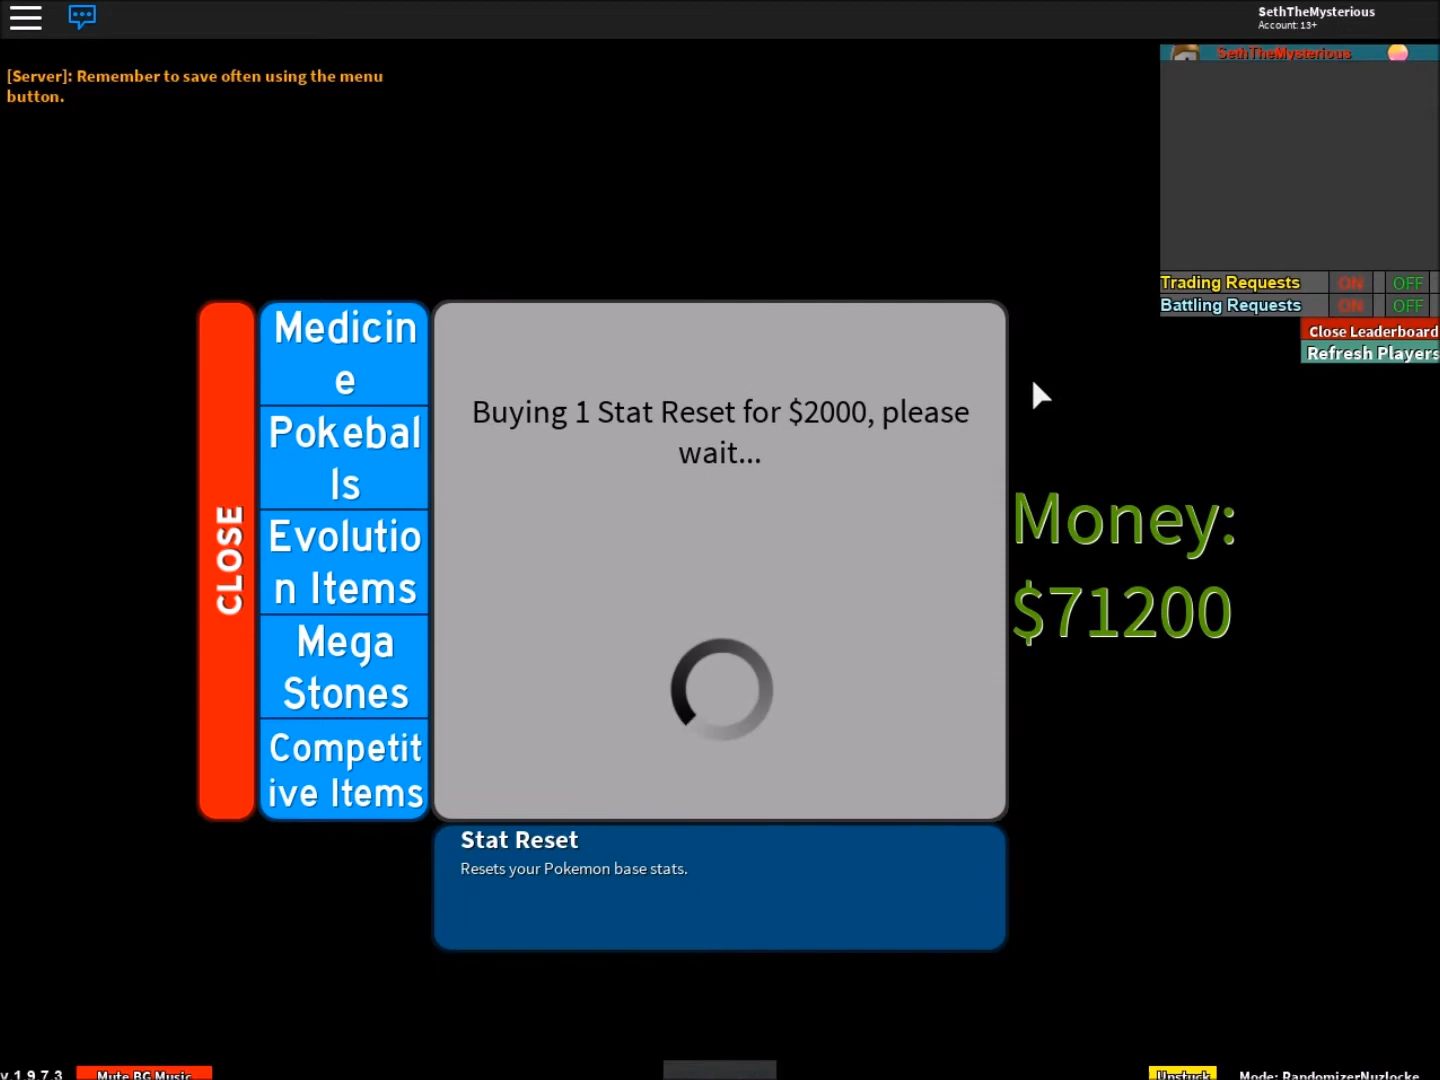 SethTheMysterious
Account: 13+
SethTheMysterious
[Server]: Remember to save often using the menu
button.
Trading Requests ON OFF
Battling Requests ON OFF
Close Leaderboard
Refresh Players
CLOSE
Medicin
e
Pokebal
ls
Evolutio
n Items
Mega
Stones
Competit
ive Items
Buying 1 Stat Reset for $2000, please
wait...
Money:
$71200
Stat Reset
Resets your Pokemon base stats.
v.1.9.7.3
Mute BG Music
Unstuck
Mode: RandomizerNuzlocke